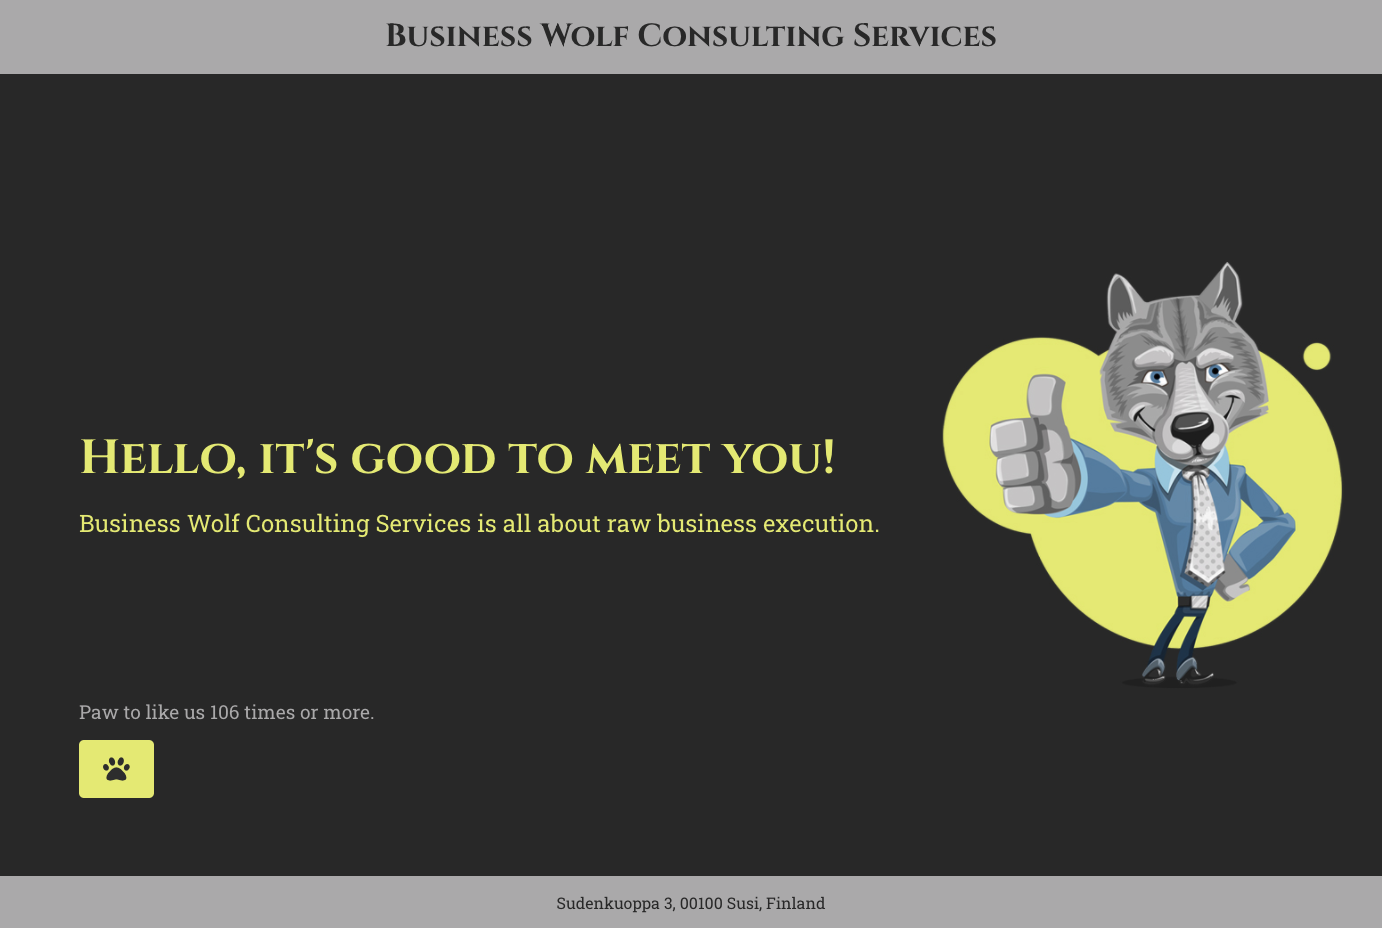 Business Wolf Consulting Services
Hello, it's good to meet you!
Business Wolf Consulting Services is all about raw business execution.
Paw to like us 106 times or more.
Sudenkuoppa 3, 00100 Susi, Finland